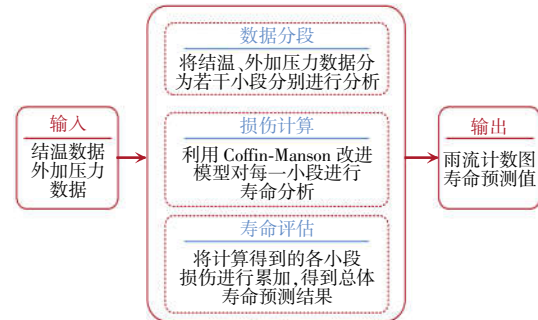 输入
结温数据
外加压力
数据
数据分段
将结温、外加压力数据分
为若干小段分别进行分析
损伤计算
利用 Coffin-Manson 改进
模型对每一小段进行
寿命分析
寿命评估
将计算得到的各小段
损伤进行累加,得到总体
寿命预测结果
输出
雨流计数图
寿命预测值